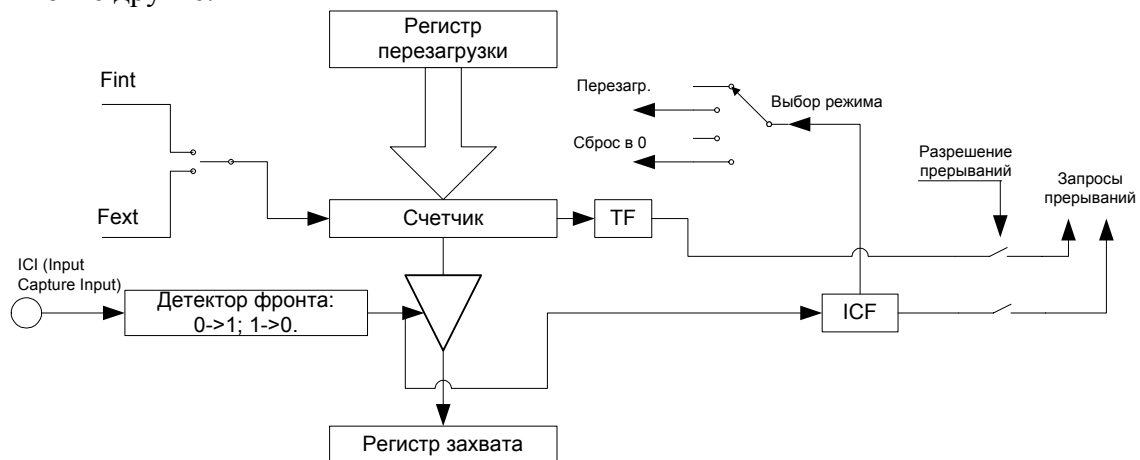 Регистр
перезагрузки
Fint
Перезагр.
Выбор режима
Сброс в 0
Разрешение
прерываний
Запросы
прерываний
Fext
Счетчик
TF
ICI (Input
Capture Input)
Детектор фронта:
0->1; 1->0.
ICF
Регистр захвата